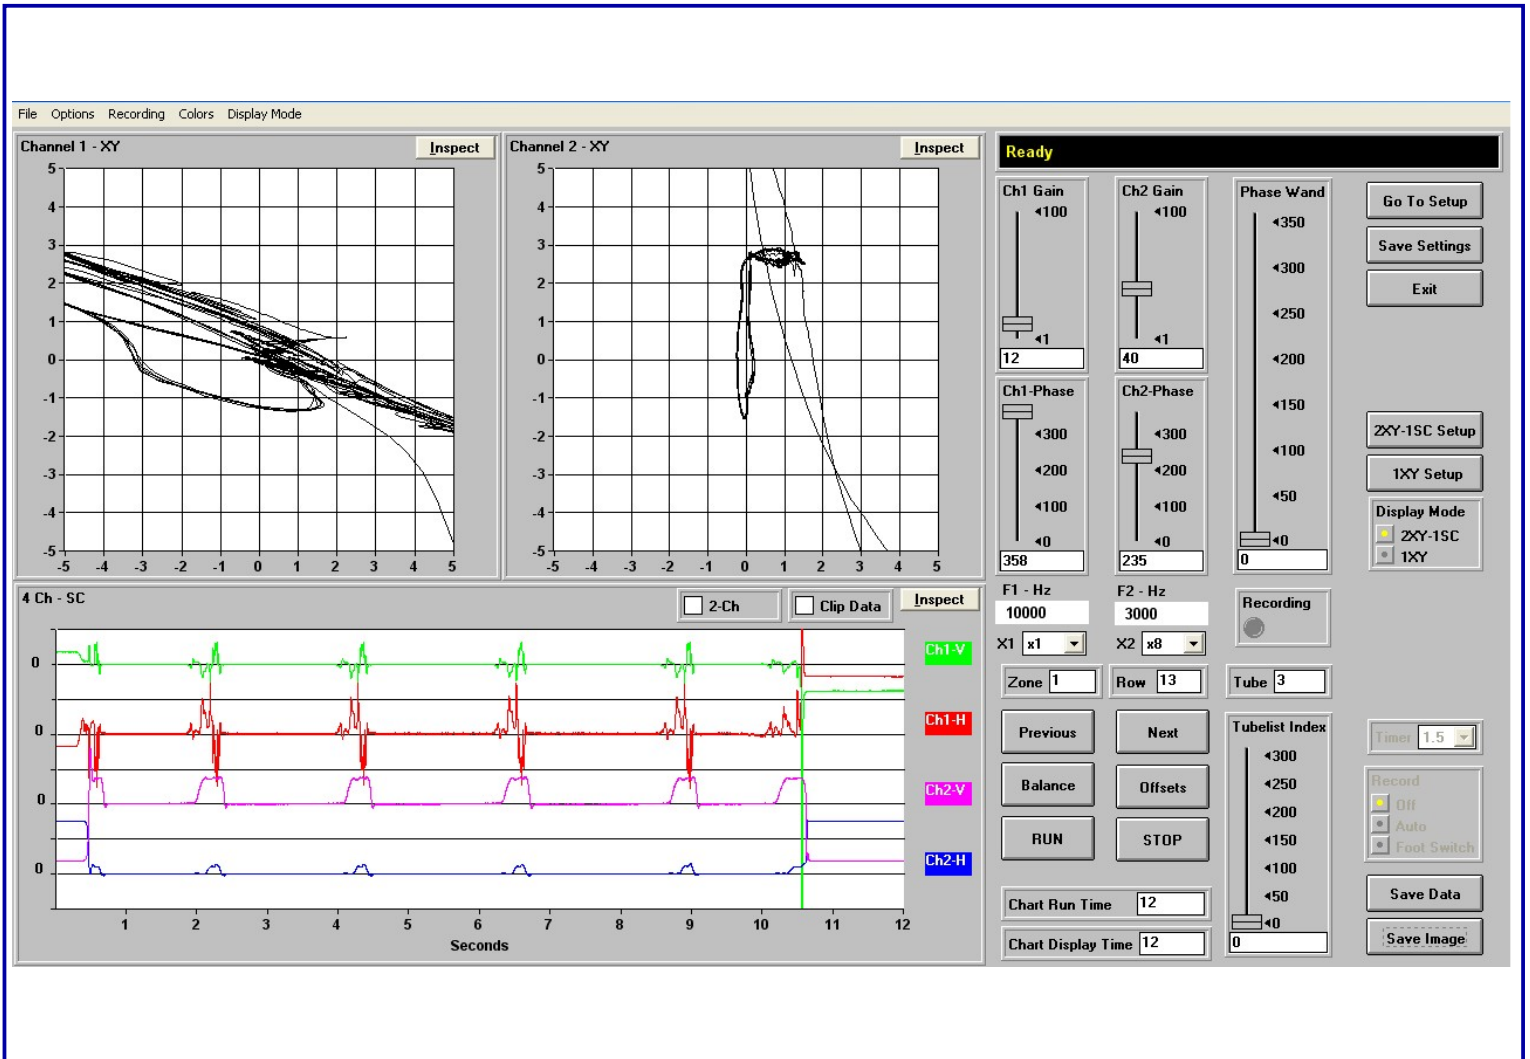 File Options Recording Colors Display Mode
Channel 1 - XY Inspect
5
4
3
2
1
0
-1
-2
-3
-4
-5
-5 -4 -3 -2 -1 0 1 2 3 4 5
Channel 2 - XY Inspect
5
4
3
2
1
0
-1
-2
-3
-4
-5
-5 -4 -3 -2 -1 0 1 2 3 4 5
4 Ch - SC 2-Ch Clip Data Inspect
0
0
0
0
Ch1-V
Ch1-H
Ch2-V
Ch2-H
1 2 3 4 5 6 7 8 9 10 11 12
Seconds
Ready
Ch1 Gain
100
1
12
Ch2 Gain
100
1
40
Phase Wand
350
300
250
200
150
100
50
0
0
Ch1-Phase
300
200
100
0
358
Ch2-Phase
300
200
100
0
235
Go To Setup
Save Settings
Exit
2XY-1SC Setup
1XY Setup
Display Mode
2XY-1SC
1XY
F1 - Hz
10000
F2 - Hz
3000
Recording
X1 x1
X2 x8
Zone 1 Row 13 Tube 3
Previous Next
Balance Offsets
RUN STOP
Chart Run Time 12
Chart Display Time 12
Tubelist Index
300
250
200
150
100
50
0
0
Timer 1.5
Record
Off
Auto
Foot Switch
Save Data
Save Image